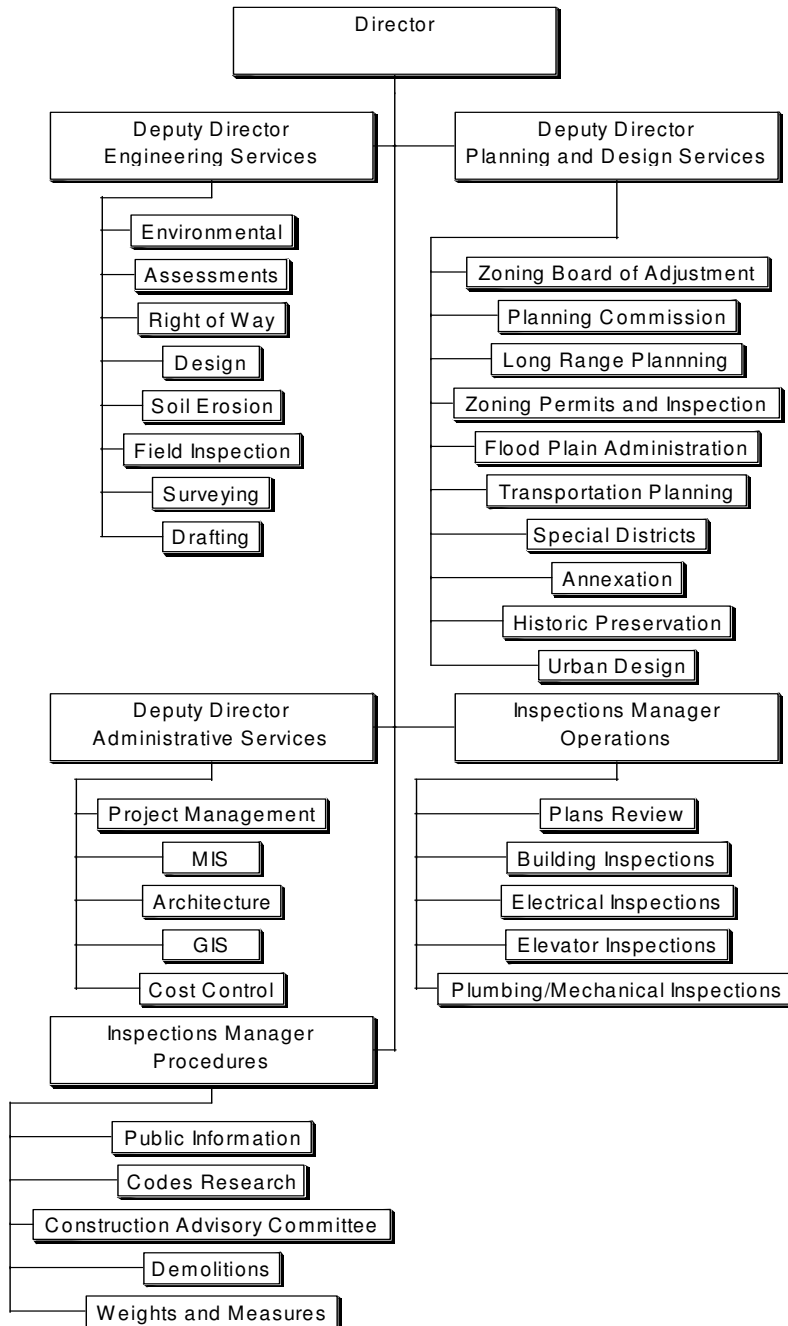 Director
Deputy Director
Engineering Services
Environmental
Assessments
Right of Way
Design
Soil Erosion
Field Inspection
Surveying
Drafting
Deputy Director
Planning and Design Services
Zoning Board of Adjustment
Planning Commission
Long Range Plannning
Zoning Permits and Inspection
Flood Plain Administration
Transportation Planning
Special Districts
Annexation
Historic Preservation
Urban Design
Deputy Director
Administrative Services
Project Management
MIS
Architecture
GIS
Cost Control
Inspections Manager
Operations
Plans Review
Building Inspections
Electrical Inspections
Elevator Inspections
Plumbing/Mechanical Inspections
Inspections Manager
Procedures
Public Information
Codes Research
Construction Advisory Committee
Demolitions
Weights and Measures